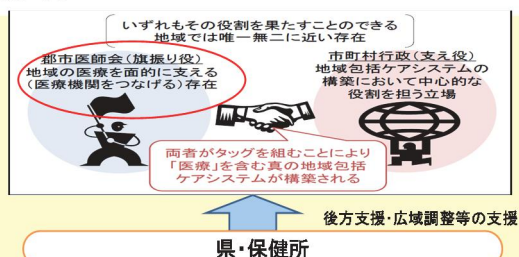 いずれもその役割を果たすことのできる
地域では唯一無二に近い存在
郡市医師会(旗振り役)
地域の医療を面的に支える
(医療機関をつなげる)存在
市町村行政(支え役)
地域包括ケアシステムの
構築において中心的な
役割を担う立場
両者がタッグを組むことにより
「医療」を含む真の地域包括
ケアシステムが構築される
後方支援・広域調整等の支援
県・保健所